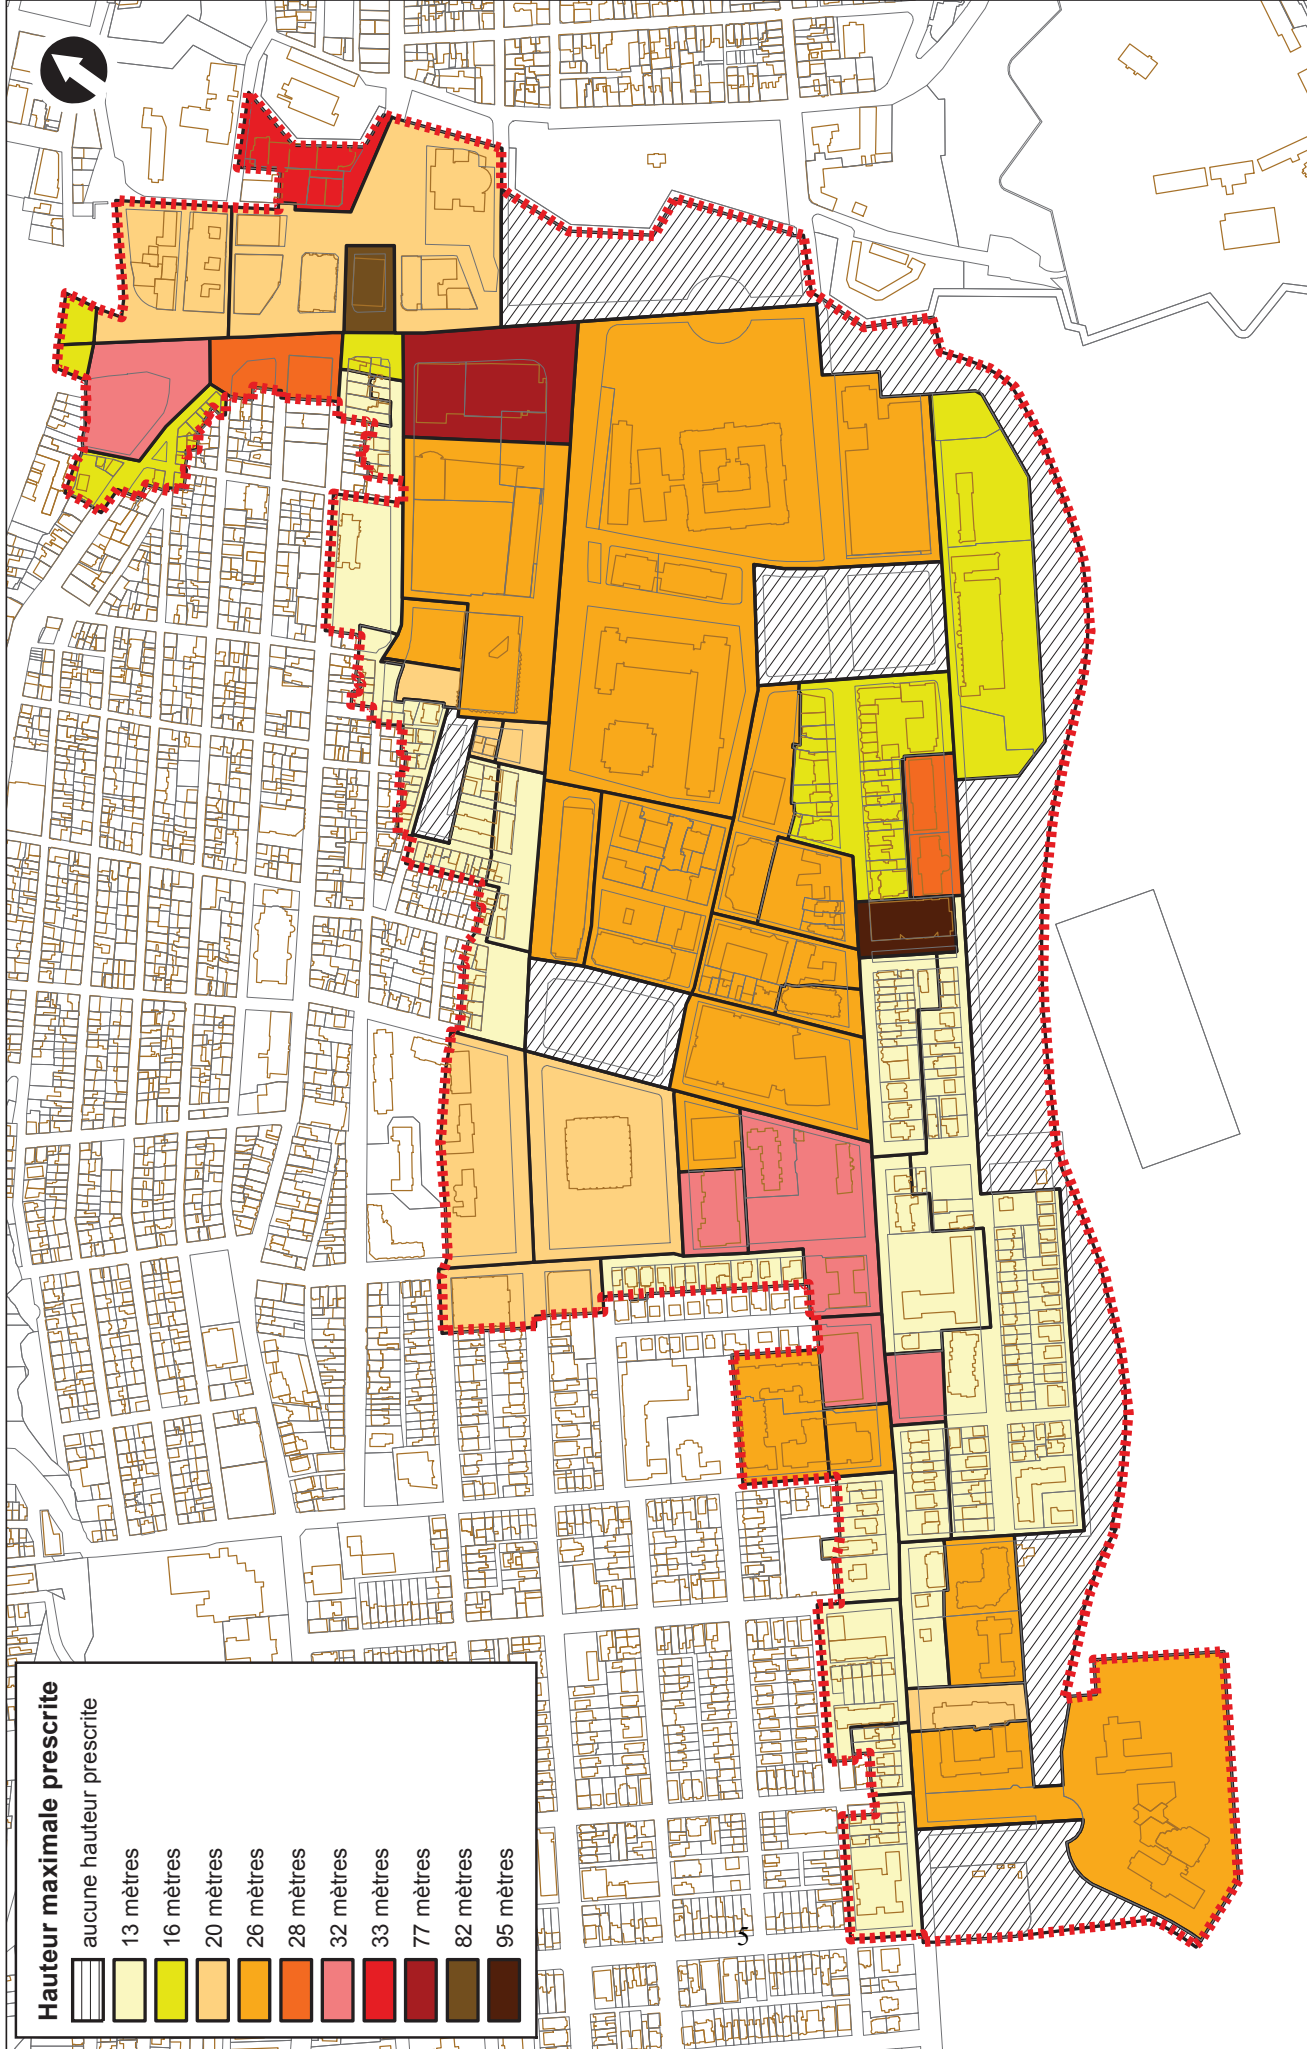 Hauteur maximale prescrite
aucune hauteur prescrite
13 mètres
16 mètres
20 mètres
26 mètres
28 mètres
32 mètres
33 mètres
77 mètres
82 mètres
95 mètres
5